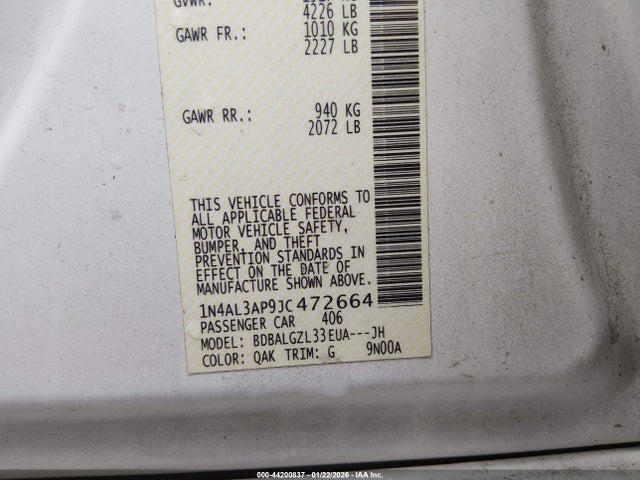 GVWR:
4226 LB
GAWR FR.: 1010 KG
2227 LB
GAWR RR.: 940 KG
2072 LB
THIS VEHICLE CONFORMS TO
ALL APPLICABLE FEDERAL
MOTOR VEHICLE SAFETY,
BUMPER, AND THEFT
PREVENTION STANDARDS IN
EFFECT ON THE DATE OF
MANUFACTURE SHOWN ABOVE.
1N4AL3AP9JC472664
PASSENGER CAR 406
MODEL: BDBALGZL33EUA---JH
COLOR: QAK TRIM: G 9N00A
000-44200837 - 01/22/2026 - IAA Inc.